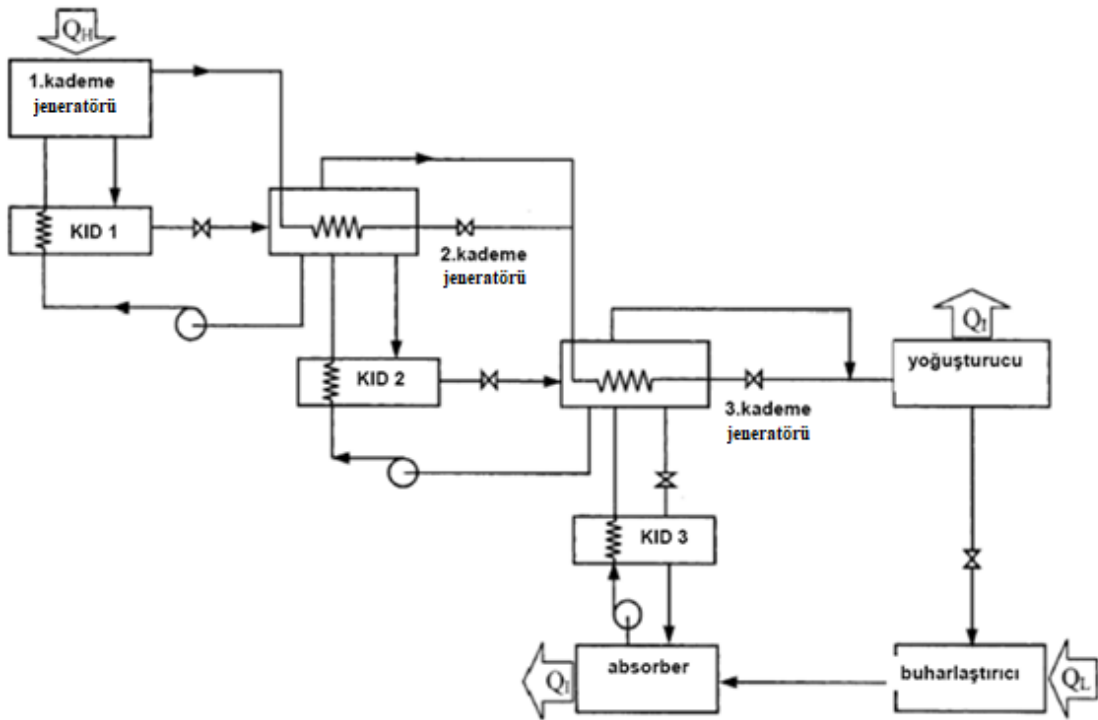 QH
1.kademe
jeneratörü
KID 1
2.kademe
jeneratörü
KID 2
3.kademe
jeneratörü
QI
yoğuşturucu
KID 3
QI
absorber
buharlaştırıcı
QL